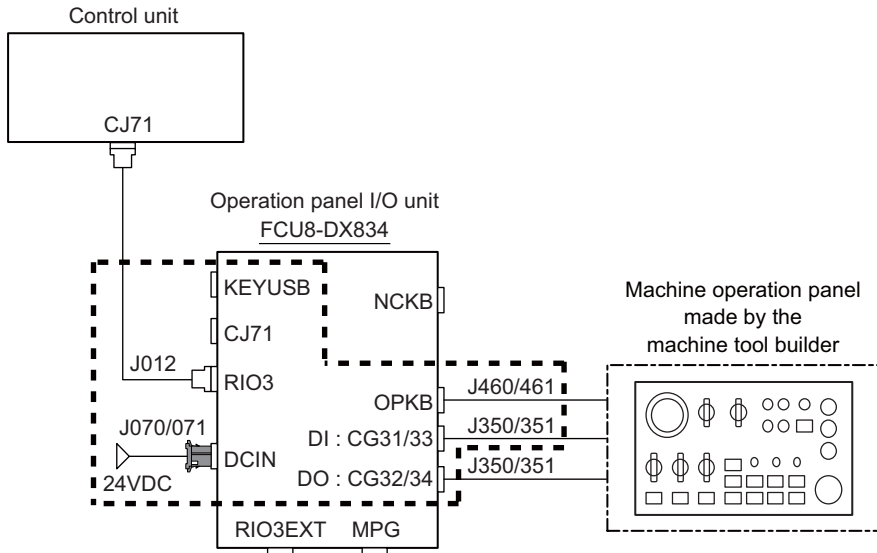 Control unit
CJ71
Operation panel I/O unit
FCU8-DX834
KEYUSB
NCKB
CJ71
J012
RIO3
OPKB
J460/461
J070/071
DI : CG31/33
J350/351
DCIN
24VDC
DO : CG32/34
J350/351
RIO3EXT
MPG
Machine operation panel
made by the
machine tool builder